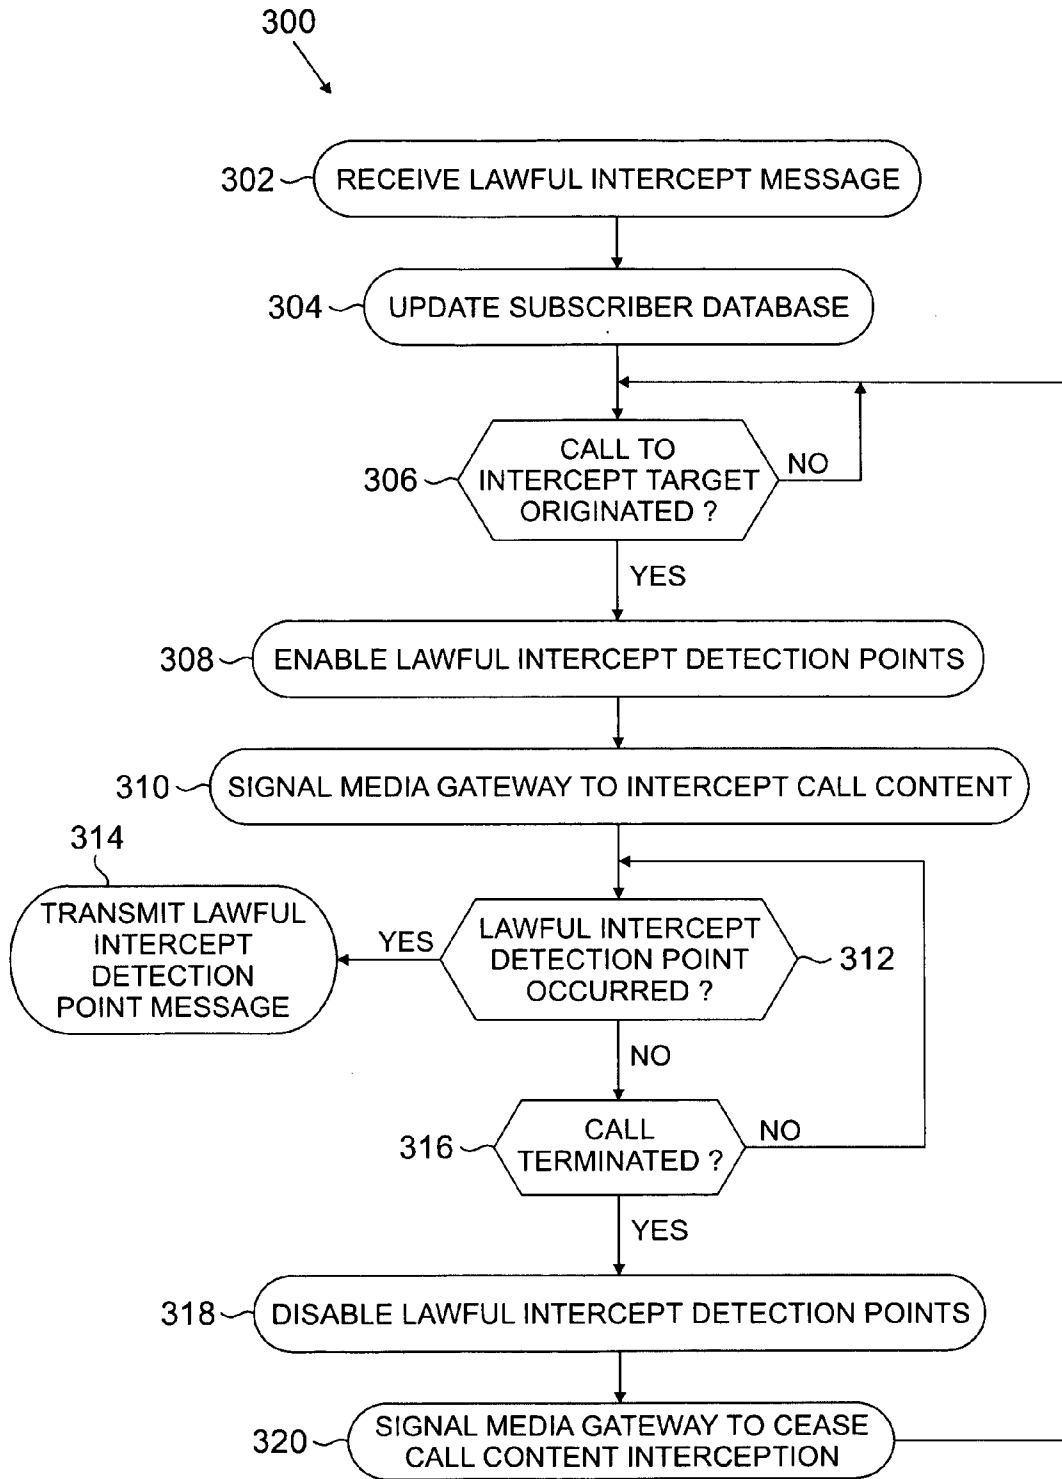 300
302
RECEIVE LAWFUL INTERCEPT MESSAGE
304
UPDATE SUBSCRIBER DATABASE
306
CALL TO
INTERCEPT TARGET
ORIGINATED ?
NO
YES
308
ENABLE LAWFUL INTERCEPT DETECTION POINTS
310
SIGNAL MEDIA GATEWAY TO INTERCEPT CALL CONTENT
314
TRANSMIT LAWFUL
INTERCEPT
DETECTION
POINT MESSAGE
YES
LAWFUL INTERCEPT
DETECTION POINT
OCCURRED ?
312
NO
316
CALL
TERMINATED ?
NO
YES
318
DISABLE LAWFUL INTERCEPT DETECTION POINTS
320
SIGNAL MEDIA GATEWAY TO CEASE
CALL CONTENT INTERCEPTION